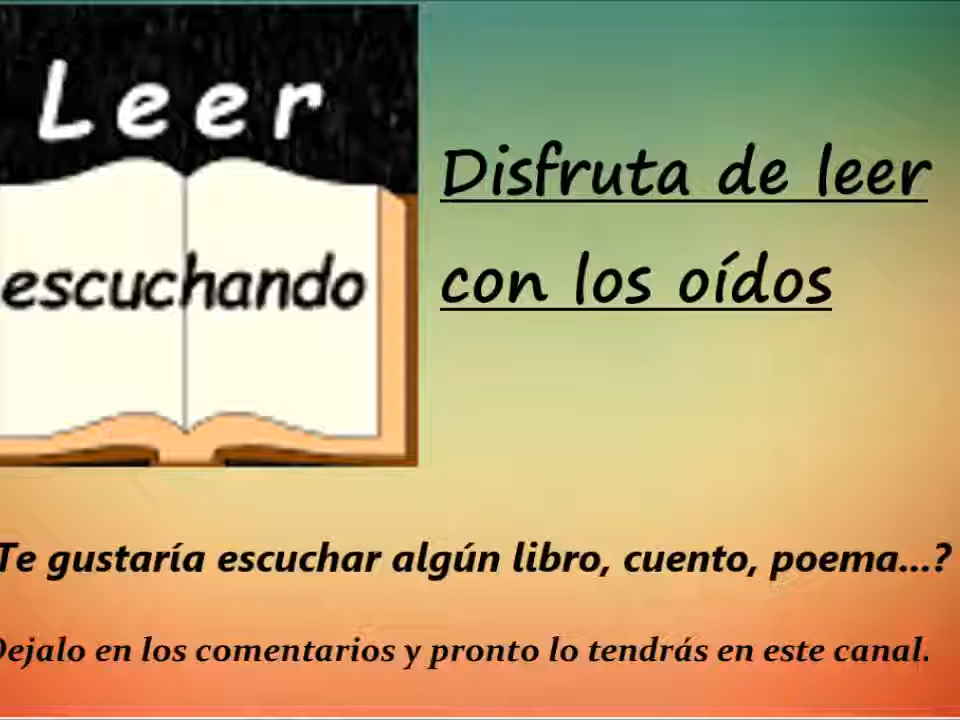 Leer
escuchando
Disfruta de leer
con los oídos
Te gustaría escuchar algún libro, cuento, poema...?
Dejalo en los comentarios y pronto lo tendrás en este canal.